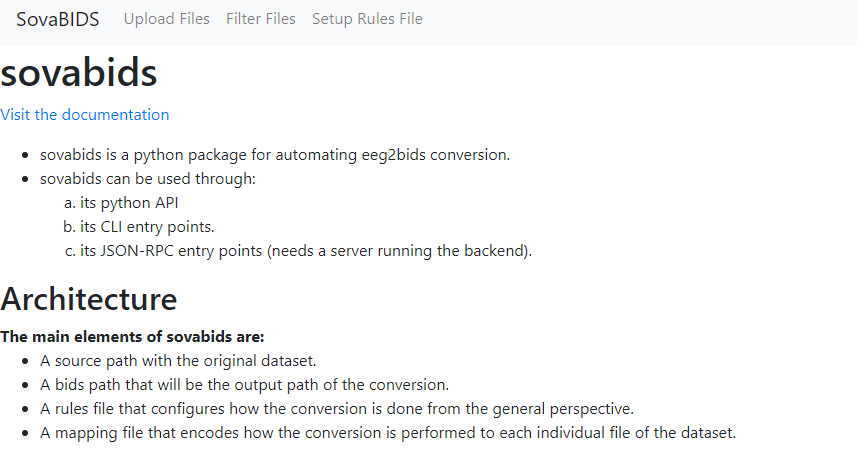 SovaBIDS Upload Files Filter Files Setup Rules File
sovabids
Visit the documentation
• sovabids is a python package for automating eeg2bids conversion.
• sovabids can be used through:
a. its python API
b. its CLI entry points.
c. its JSON-RPC entry points (needs a server running the backend).
Architecture
The main elements of sovabids are:
• A source path with the original dataset.
• A bids path that will be the output path of the conversion.
• A rules file that configures how the conversion is done from the general perspective.
• A mapping file that encodes how the conversion is performed to each individual file of the dataset.